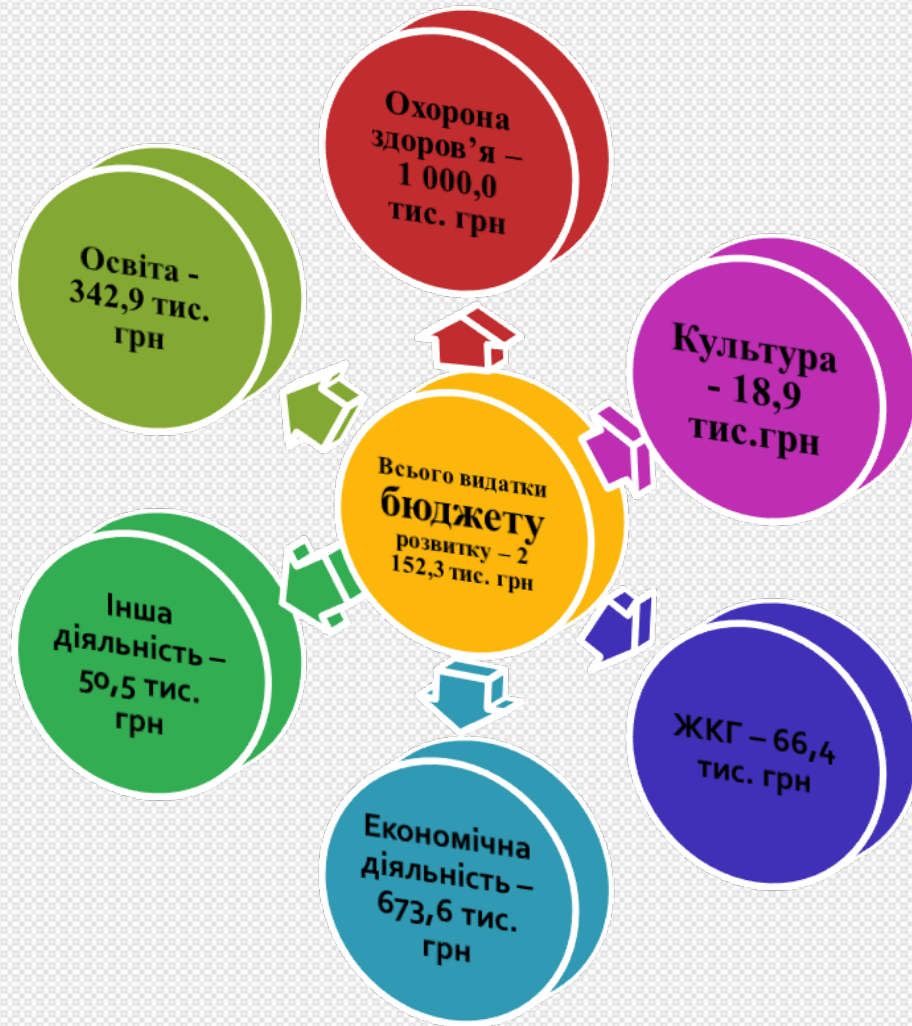 Охорона
здоров’я –
1 000,0
тис. грн
Освіта -
342,9 тис.
грн
Культура
- 18,9
тис.грн
Всього видатки
бюджету
розвитку – 2
152,3 тис. грн
Інша
діяльність –
50,5 тис.
грн
ЖКГ – 66,4
тис. грн
Економічна
діяльність –
673,6 тис.
грн